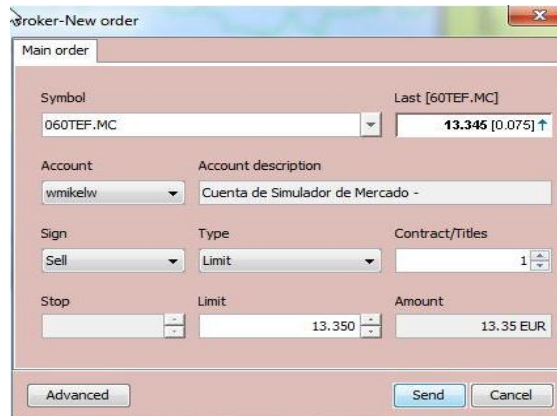 Broker-New order
Main order
Symbol
Last [60TEF.MC]
060TEF.MC
13.345 [0.075]
Account
Account description
wmikelw
Cuenta de Simulador de Mercado -
Sign
Type
Contract/Titles
Sell
Limit
1
Stop
Limit
Amount
13.350
13.35 EUR
Advanced
Send
Cancel